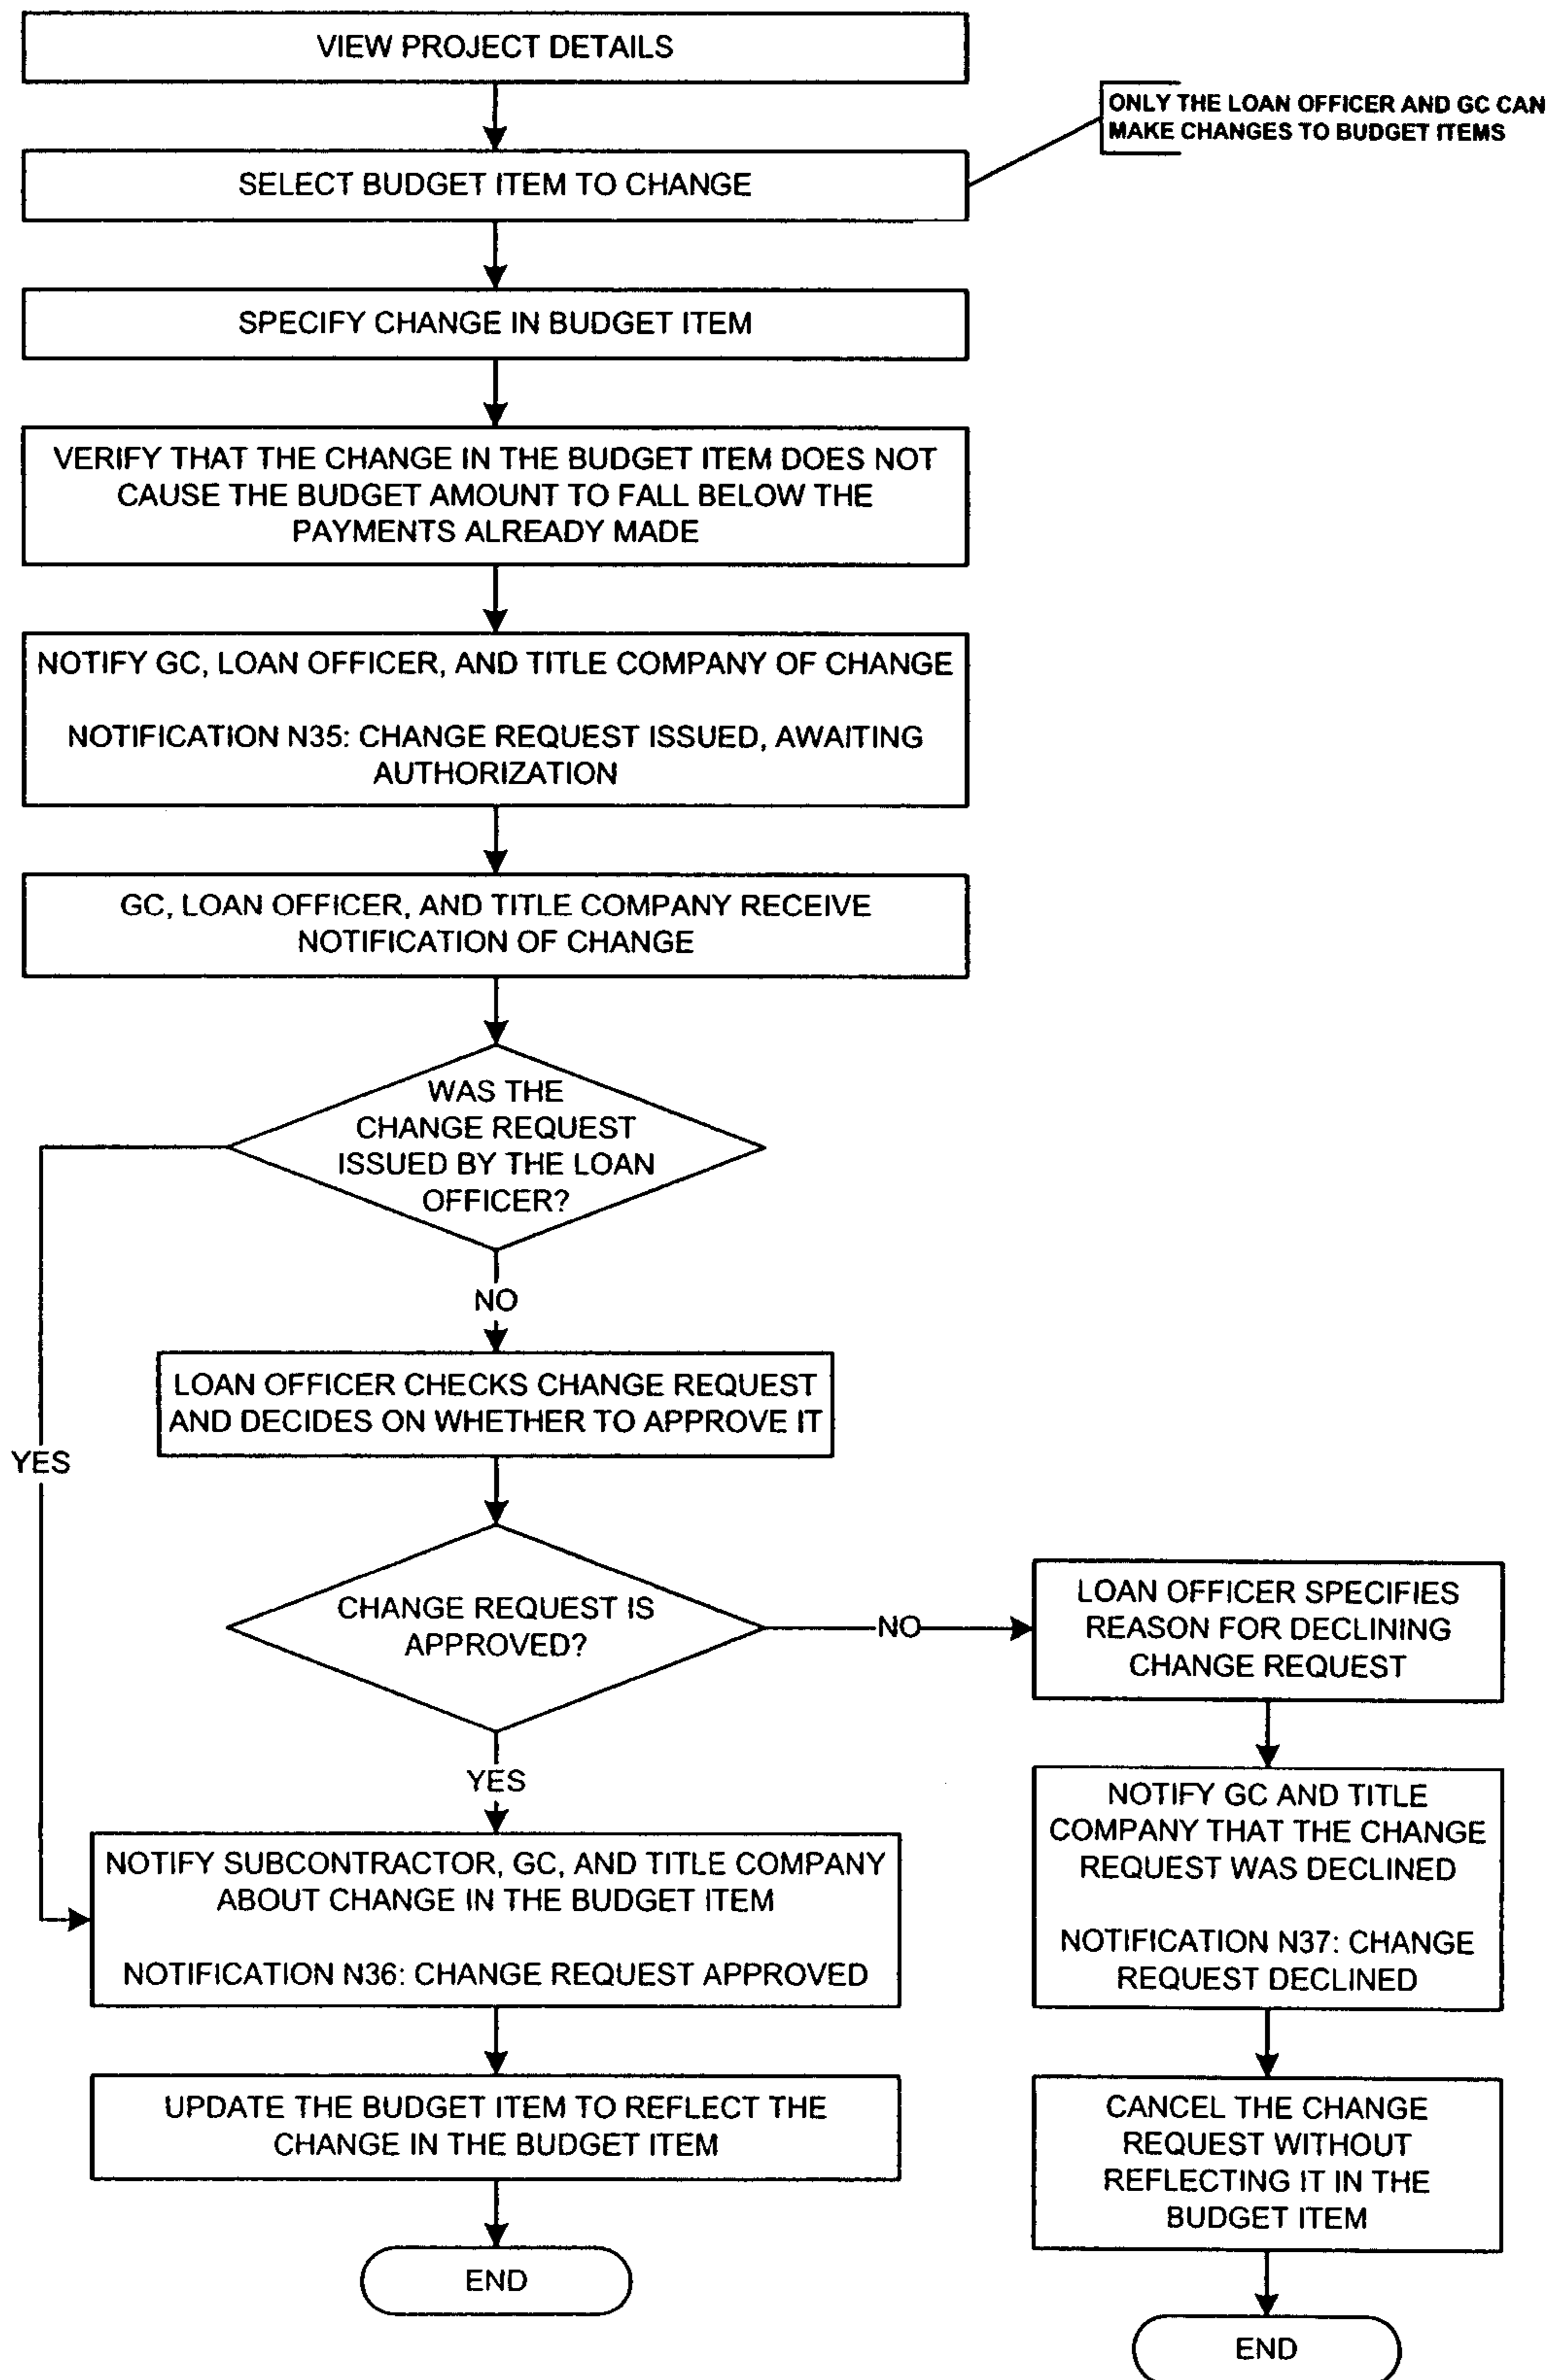 VIEW PROJECT DETAILS
ONLY THE LOAN OFFICER AND GC CAN
MAKE CHANGES TO BUDGET ITEMS
SELECT BUDGET ITEM TO CHANGE
SPECIFY CHANGE IN BUDGET ITEM
VERIFY THAT THE CHANGE IN THE BUDGET ITEM DOES NOT
CAUSE THE BUDGET AMOUNT TO FALL BELOW THE
PAYMENTS ALREADY MADE
NOTIFY GC, LOAN OFFICER, AND TITLE COMPANY OF CHANGE
NOTIFICATION N35: CHANGE REQUEST ISSUED, AWAITING
AUTHORIZATION
GC, LOAN OFFICER, AND TITLE COMPANY RECEIVE
NOTIFICATION OF CHANGE
WAS THE
CHANGE REQUEST
ISSUED BY THE LOAN
OFFICER?
NO
LOAN OFFICER CHECKS CHANGE REQUEST
AND DECIDES ON WHETHER TO APPROVE IT
YES
CHANGE REQUEST IS
APPROVED?
NO
LOAN OFFICER SPECIFIES
REASON FOR DECLINING
CHANGE REQUEST
YES
NOTIFY SUBCONTRACTOR, GC, AND TITLE COMPANY
ABOUT CHANGE IN THE BUDGET ITEM
NOTIFICATION N36: CHANGE REQUEST APPROVED
NOTIFY GC AND TITLE
COMPANY THAT THE CHANGE
REQUEST WAS DECLINED
NOTIFICATION N37: CHANGE
REQUEST DECLINED
UPDATE THE BUDGET ITEM TO REFLECT THE
CHANGE IN THE BUDGET ITEM
CANCEL THE CHANGE
REQUEST WITHOUT
REFLECTING IT IN THE
BUDGET ITEM
END
END